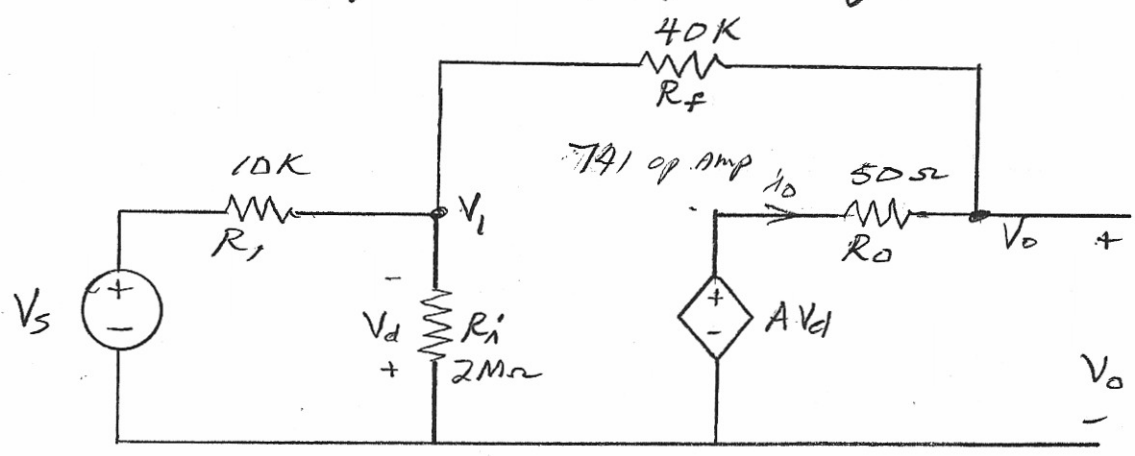 40K
Rf
741 op Amp
io
50Ω
10K
V1
R1
Ro
Vo
+
+
-
Vs
-
Vd
+
Ri
2MΩ
+
-
AVd
Vo
-